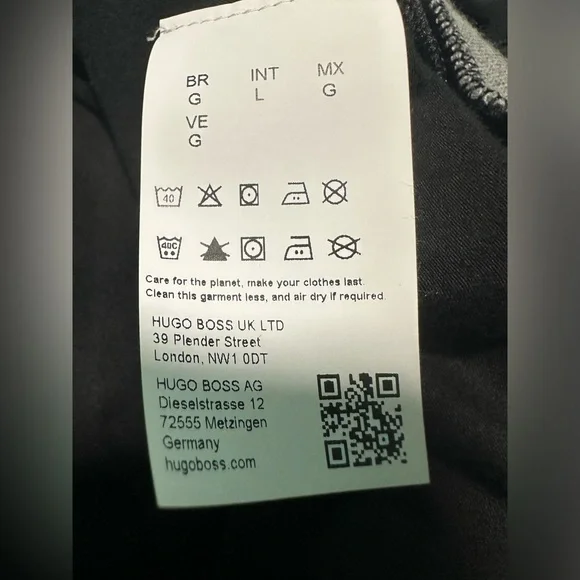 BR INT MX
G L G
VE
G
40
40C
Care for the planet, make your clothes last.
Clean this garment less, and air dry if required.
HUGO BOSS UK LTD
39 Plender Street
London, NW1 0DT
HUGO BOSS AG
Dieselstrasse 12
72555 Metzingen
Germany
hugoboss.com